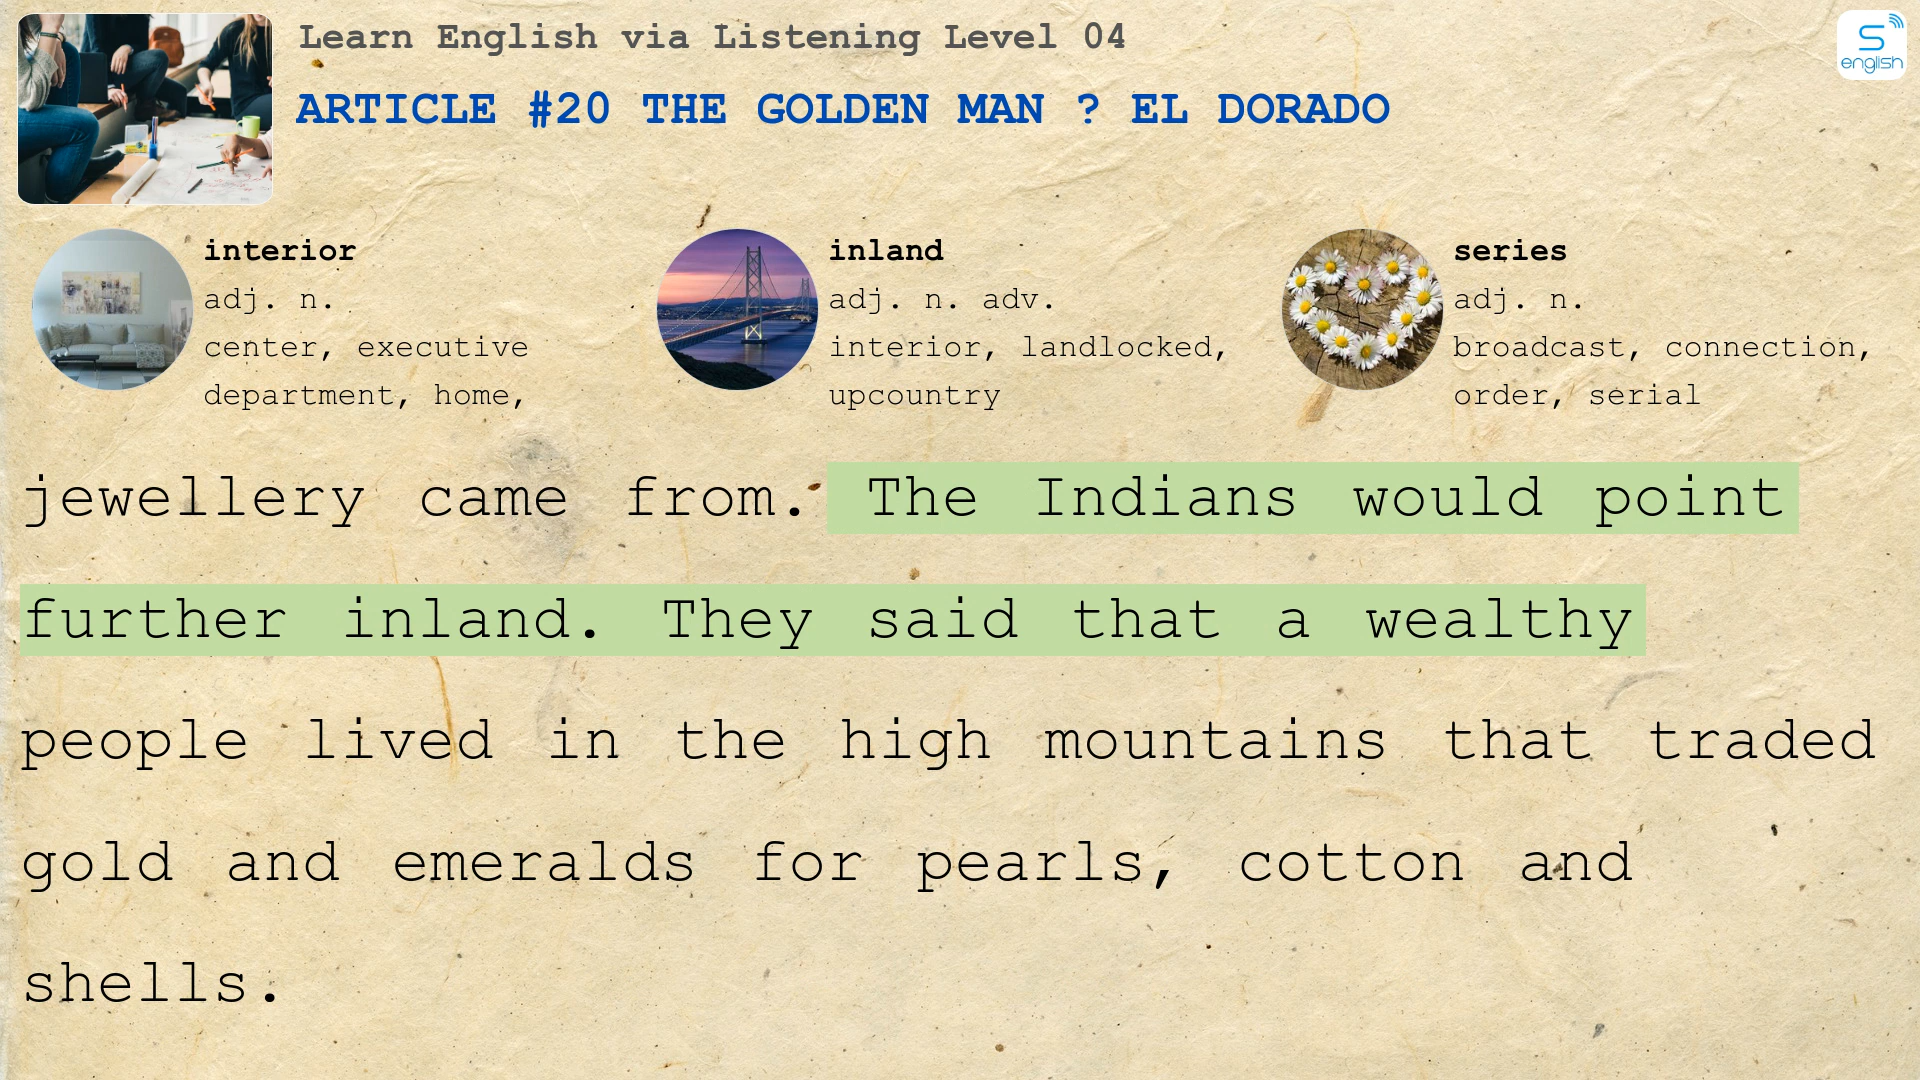 Learn English via Listening Level 04
ARTICLE #20 THE GOLDEN MAN ? EL DORADO
S
english
interior
adj. n.
center, executive
department, home,
inland
adj. n. adv.
interior, landlocked,
upcountry
series
adj. n.
broadcast, connection,
order, serial
jewellery came from. The Indians would point
further inland. They said that a wealthy
people lived in the high mountains that traded
gold and emeralds for pearls, cotton and
shells.